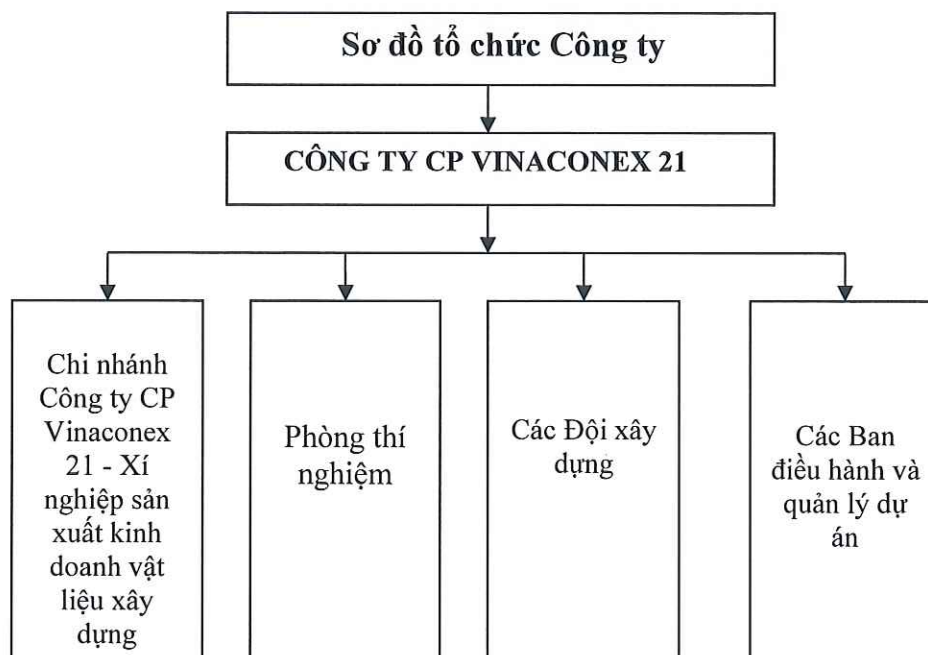 Sơ đồ tổ chức Công ty
CÔNG TY CP VINACONEX 21
Chi nhánh
Công ty CP
Vinaconex
21 - Xí
nghiệp sản
xuất kinh
doanh vật
liệu xây
dựng
Phòng thí
nghiệm
Các Đội xây
dựng
Các Ban
điều hành và
quản lý dự
án